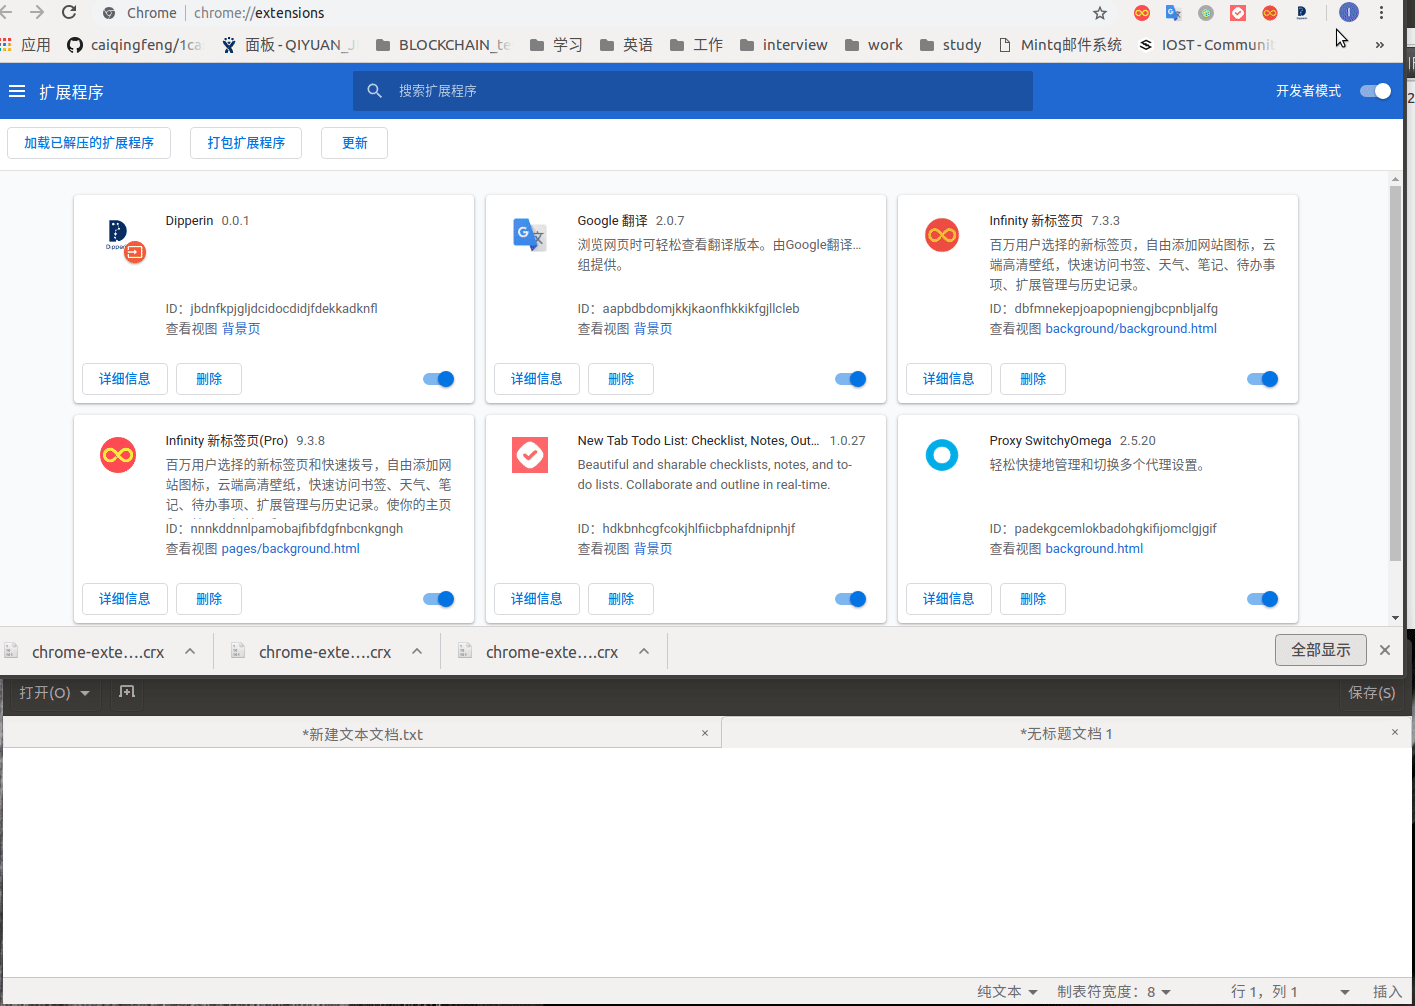 Chrome | chrome://extensions
应用
caiqingfeng/1ca
面板 - QIYUAN_J
BLOCKCHAIN_te
学习
英语
工作
interview
work
study
Mintq邮件系统
IOST - Communit
»
扩展程序
搜索扩展程序
开发者模式
加载已解压的扩展程序
打包扩展程序
更新
Dipperin 0.0.1
ID：jbdnfkpjgljdcidocdidjfdekkadknfl
查看视图 背景页
详细信息
删除
Google 翻译 2.0.7
浏览网页时可轻松查看翻译版本。由Google翻译...
组提供。
ID：aapbdbdomjkkjkaonfhkkikfgjllcleb
查看视图 背景页
详细信息
删除
Infinity 新标签页 7.3.3
百万用户选择的新标签页，自由添加网站图标，云
端高清壁纸，快速访问书签、天气、笔记、待办事
项、扩展管理与历史记录。
ID：dbfmnekepjoapopniengjbcpnbljalfg
查看视图 background/background.html
详细信息
删除
Infinity 新标签页(Pro) 9.3.8
百万用户选择的新标签页和快速拨号，自由添加网
站图标，云端高清壁纸，快速访问书签、天气、笔
记、待办事项、扩展管理与历史记录。使你的主页
ID：nnnkddnnlpamobajfibfdgfnbcnkgngh
查看视图 pages/background.html
详细信息
删除
New Tab Todo List: Checklist, Notes, Out... 1.0.27
Beautiful and sharable checklists, notes, and to-
do lists. Collaborate and outline in real-time.
ID：hdkbnhcgfcokjhlfiicbphafdnipnhjf
查看视图 背景页
详细信息
删除
Proxy SwitchyOmega 2.5.20
轻松快捷地管理和切换多个代理设置。
ID：padekgcemlokbadohgkifijomclgjgif
查看视图 background.html
详细信息
删除
chrome-exte....crx
chrome-exte....crx
chrome-exte....crx
全部显示
打开(O)
保存(S)
*新建文本文档.txt
*无标题文档 1
纯文本
制表符宽度：8
行 1，列 1
插入